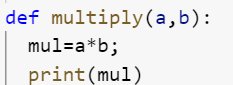 def multiply(a,b):
  mul=a*b;
  print(mul)